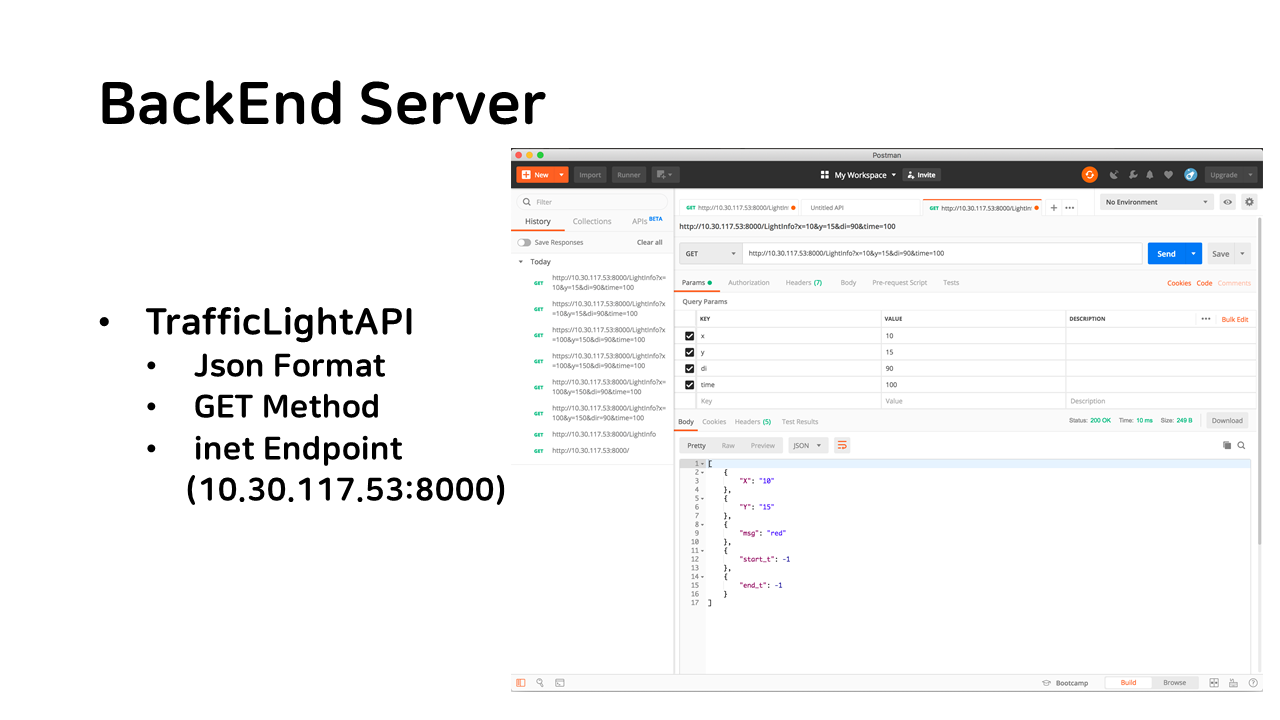 BackEnd Server
• TrafficLightAPI
• Json Format
• GET Method
• inet Endpoint
(10.30.117.53:8000)
Postman
New Import Runner My Workspace Invite Upgrade
Filter
History Collections APIs BETA
Save Responses Clear all
Today
GET http://10.30.117.53:8000/LightInfo?x=
10&y=15&di=90&time=100
GET https://10.30.117.53:8000/LightInfo?x
=10&y=15&di=90&time=100
GET https://10.30.117.53:8000/LightInfo?x
=100&y=150&di=90&time=100
GET https://10.30.117.53:8000/LightInfo?x
=100&y=150&di=90&time=100
GET http://10.30.117.53:8000/LightInfo?x=
100&y=150&di=90&time=100
GET http://10.30.117.53:8000/LightInfo?x=
100&y=150&dir=90&time=100
GET http://10.30.117.53:8000/LightInfo
GET http://10.30.117.53:8000/
GET http://10.30.117.53:8000/LightIn Untitled API GET http://10.30.117.53:8000/LightIn + ••• No Environment
http://10.30.117.53:8000/LightInfo?x=10&y=15&di=90&time=100
GET http://10.30.117.53:8000/LightInfo?x=10&y=15&di=90&time=100 Send Save
Params Authorization Headers (7) Body Pre-request Script Tests Cookies Code Comments
Query Params
KEY VALUE DESCRIPTION ••• Bulk Edit
x 10
y 15
di 90
time 100
Key Value Description
Body Cookies Headers (5) Test Results Status: 200 OK Time: 10 ms Size: 249 B Download
Pretty Raw Preview JSON
1 [
2 {
3 "X": "10"
4 },
5 {
6 "Y": "15"
7 },
8 {
9 "msg": "red"
10 },
11 {
12 "start_t": -1
13 },
14 {
15 "end_t": -1
16 }
17 ]
Bootcamp Build Browse